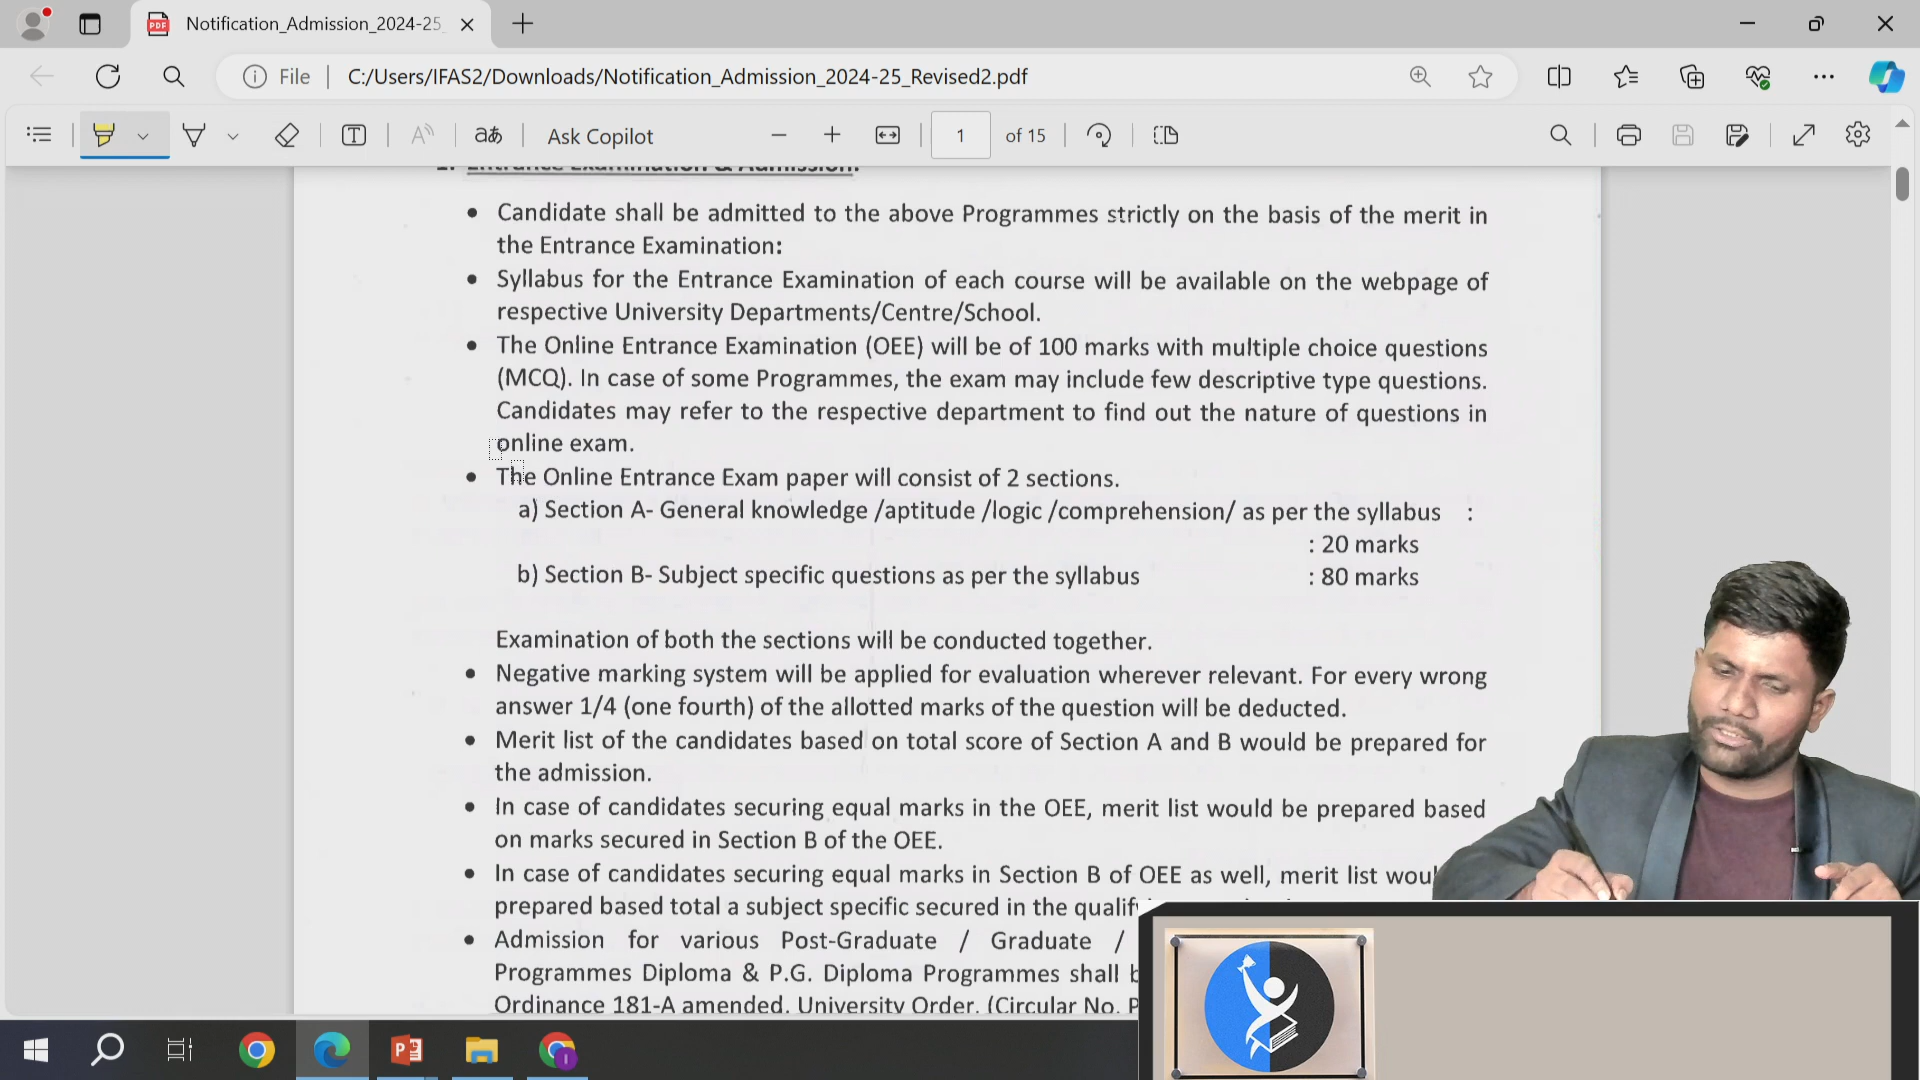 Notification_Admission_2024-25
File
C:/Users/IFAS2/Downloads/Notification_Admission_2024-25_Revised2.pdf
Ask Copilot
1 of 15
1. Entrance Examination & Admission:
• Candidate shall be admitted to the above Programmes strictly on the basis of the merit in
the Entrance Examination:
• Syllabus for the Entrance Examination of each course will be available on the webpage of
respective University Departments/Centre/School.
• The Online Entrance Examination (OEE) will be of 100 marks with multiple choice questions
(MCQ). In case of some Programmes, the exam may include few descriptive type questions.
Candidates may refer to the respective department to find out the nature of questions in
online exam.
• The Online Entrance Exam paper will consist of 2 sections.
a) Section A- General knowledge /aptitude /logic /comprehension/ as per the syllabus :
: 20 marks
b) Section B- Subject specific questions as per the syllabus : 80 marks
Examination of both the sections will be conducted together.
• Negative marking system will be applied for evaluation wherever relevant. For every wrong
answer 1/4 (one fourth) of the allotted marks of the question will be deducted.
• Merit list of the candidates based on total score of Section A and B would be prepared for
the admission.
• In case of candidates securing equal marks in the OEE, merit list would be prepared based
on marks secured in Section B of the OEE.
• In case of candidates securing equal marks in Section B of OEE as well, merit list
prepared based total a subject specific secured in the
• Admission for various Post-Graduate / Graduate /
Programmes Diploma & P.G. Diploma Programmes shall
Ordinance 181-A amended. University Order. (Circular No.